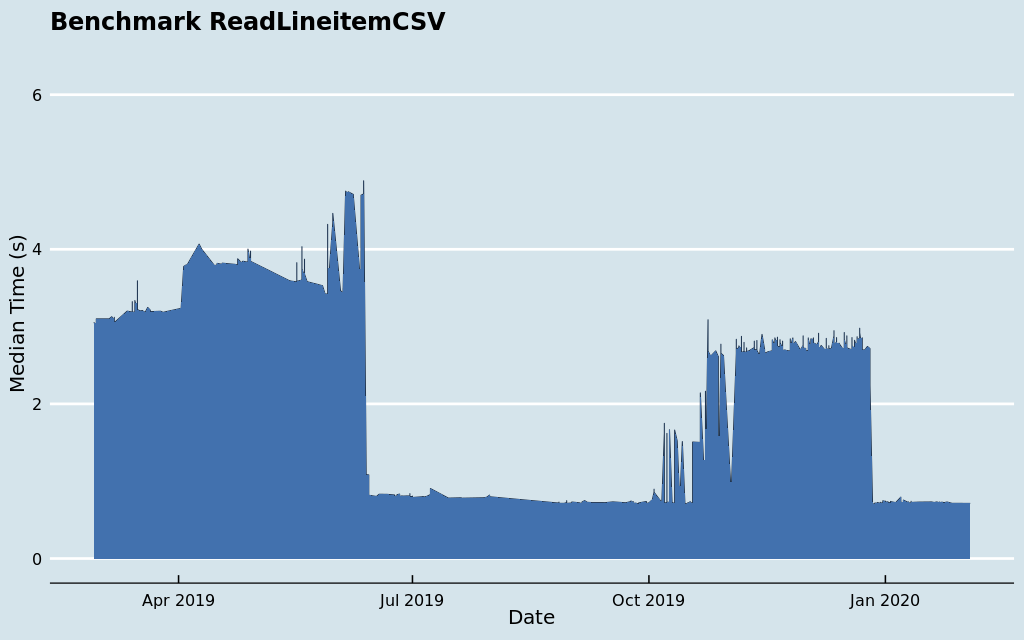 Benchmark ReadLineitemCSV
Median Time (s)
6
4
2
0
Apr 2019
Jul 2019
Oct 2019
Jan 2020
Date